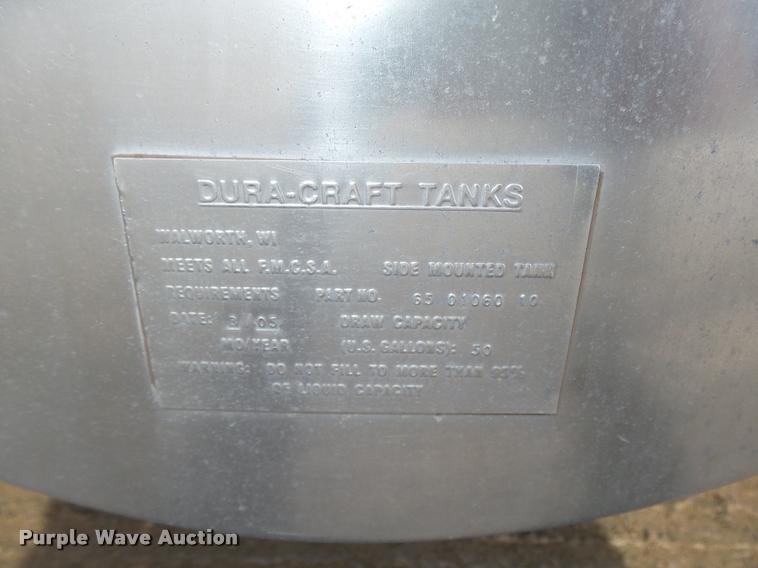 DURA-CRAFT TANKS
WALWORTH, WI
MEETS ALL F.M.C.S.A. SIDE MOUNTED TANK
REQUIREMENTS PART NO. 65 01060 10
DATE: /05 DRAW CAPACITY
MO/YEAR (U.S. GALLONS): 50
WARNING: DO NOT FILL TO MORE THAN 95%
OF LIQUID CAPACITY
Purple Wave Auction